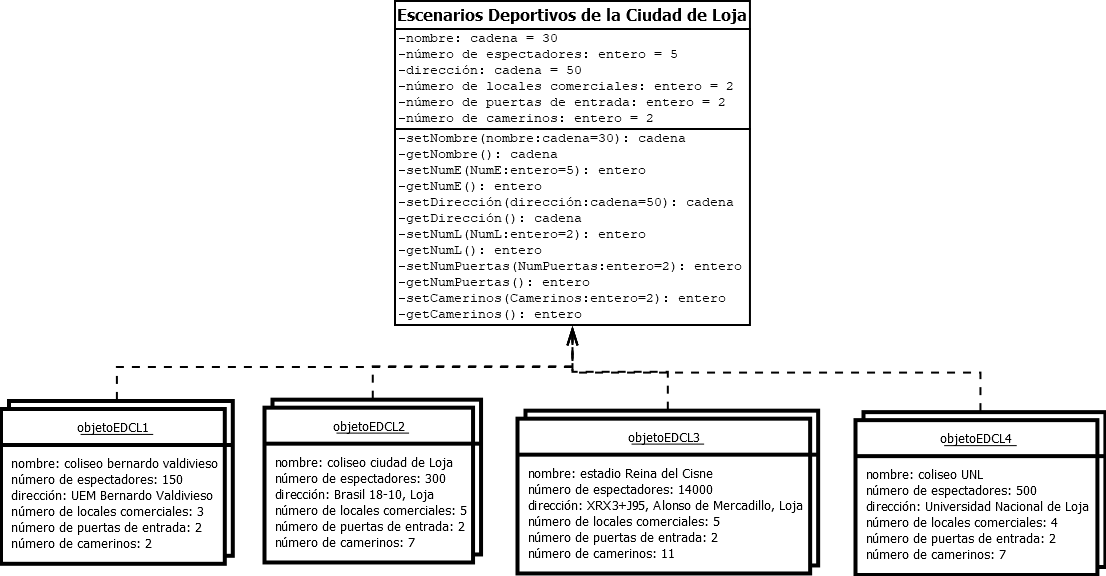 Escenarios Deportivos de la Ciudad de Loja
-nombre: cadena = 30
-número de espectadores: entero = 5
-dirección: cadena = 50
-número de locales comerciales: entero = 2
-número de puertas de entrada: entero = 2
-número de camerinos: entero = 2
-setNombre(nombre:cadena=30): cadena
-getNombre(): cadena
-setNumE(NumE:entero=5): entero
-getNumE(): entero
-setDirección(dirección:cadena=50): cadena
-getDirección(): cadena
-setNumL(NumL:entero=2): entero
-getNumL(): entero
-setNumPuertas(NumPuertas:entero=2): entero
-getNumPuertas(): entero
-setCamerinos(Camerinos:entero=2): entero
-getCamerinos(): entero
objetoEDCL1
nombre: coliseo bernardo valdivieso
número de espectadores: 150
dirección: UEM Bernardo Valdivieso
número de locales comerciales: 3
número de puertas de entrada: 2
número de camerinos: 2
objetoEDCL2
nombre: coliseo ciudad de Loja
número de espectadores: 300
dirección: Brasil 18-10, Loja
número de locales comerciales: 5
número de puertas de entrada: 2
número de camerinos: 7
objetoEDCL3
nombre: estadio Reina del Cisne
número de espectadores: 14000
dirección: XRX3+J95, Alonso de Mercadillo, Loja
número de locales comerciales: 5
número de puertas de entrada: 2
número de camerinos: 11
objetoEDCL4
nombre: coliseo UNL
número de espectadores: 500
dirección: Universidad Nacional de Loja
número de locales comerciales: 4
número de puertas de entrada: 2
número de camerinos: 7